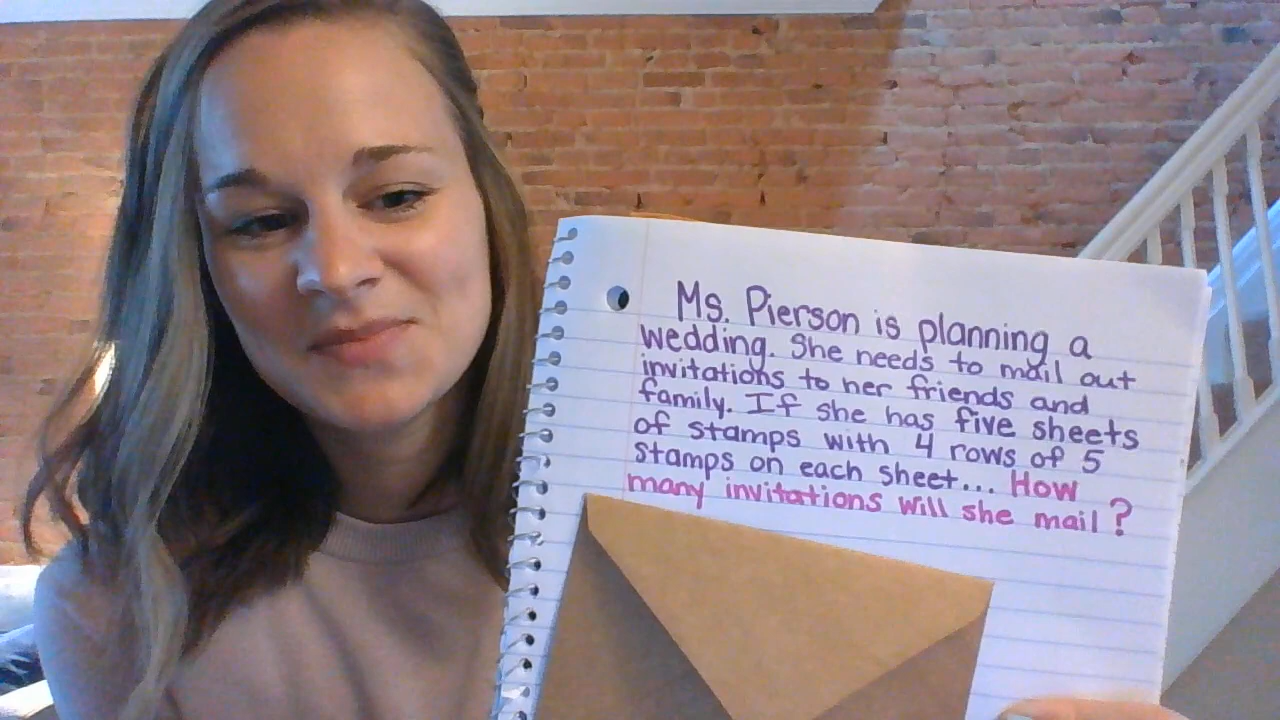 Ms. Pierson is planning a
wedding. She needs to mail out
invitations to her friends and
family. If she has five sheets
of stamps with 4 rows of 5
stamps on each sheet... How
many invitations will she mail?